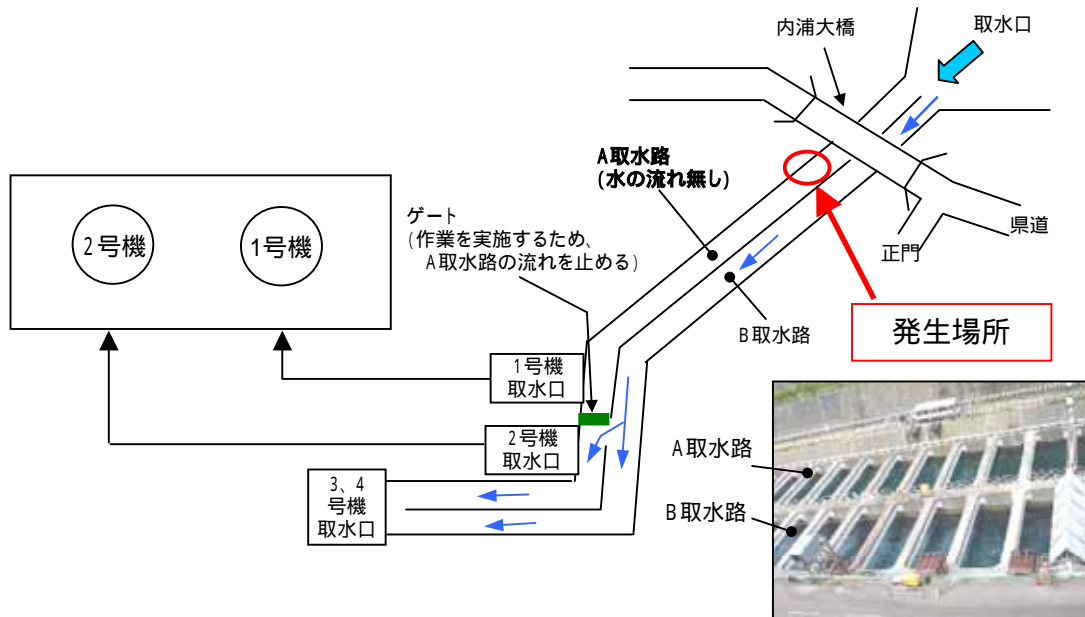 内浦大橋
取水口
A取水路
(水の流れ無し)
ゲート
(作業を実施するため、
A取水路の流れを止める)
2号機
1号機
県道
正門
B取水路
発生場所
1号機
取水口
2号機
取水口
3、4
号機
取水口
A取水路
B取水路